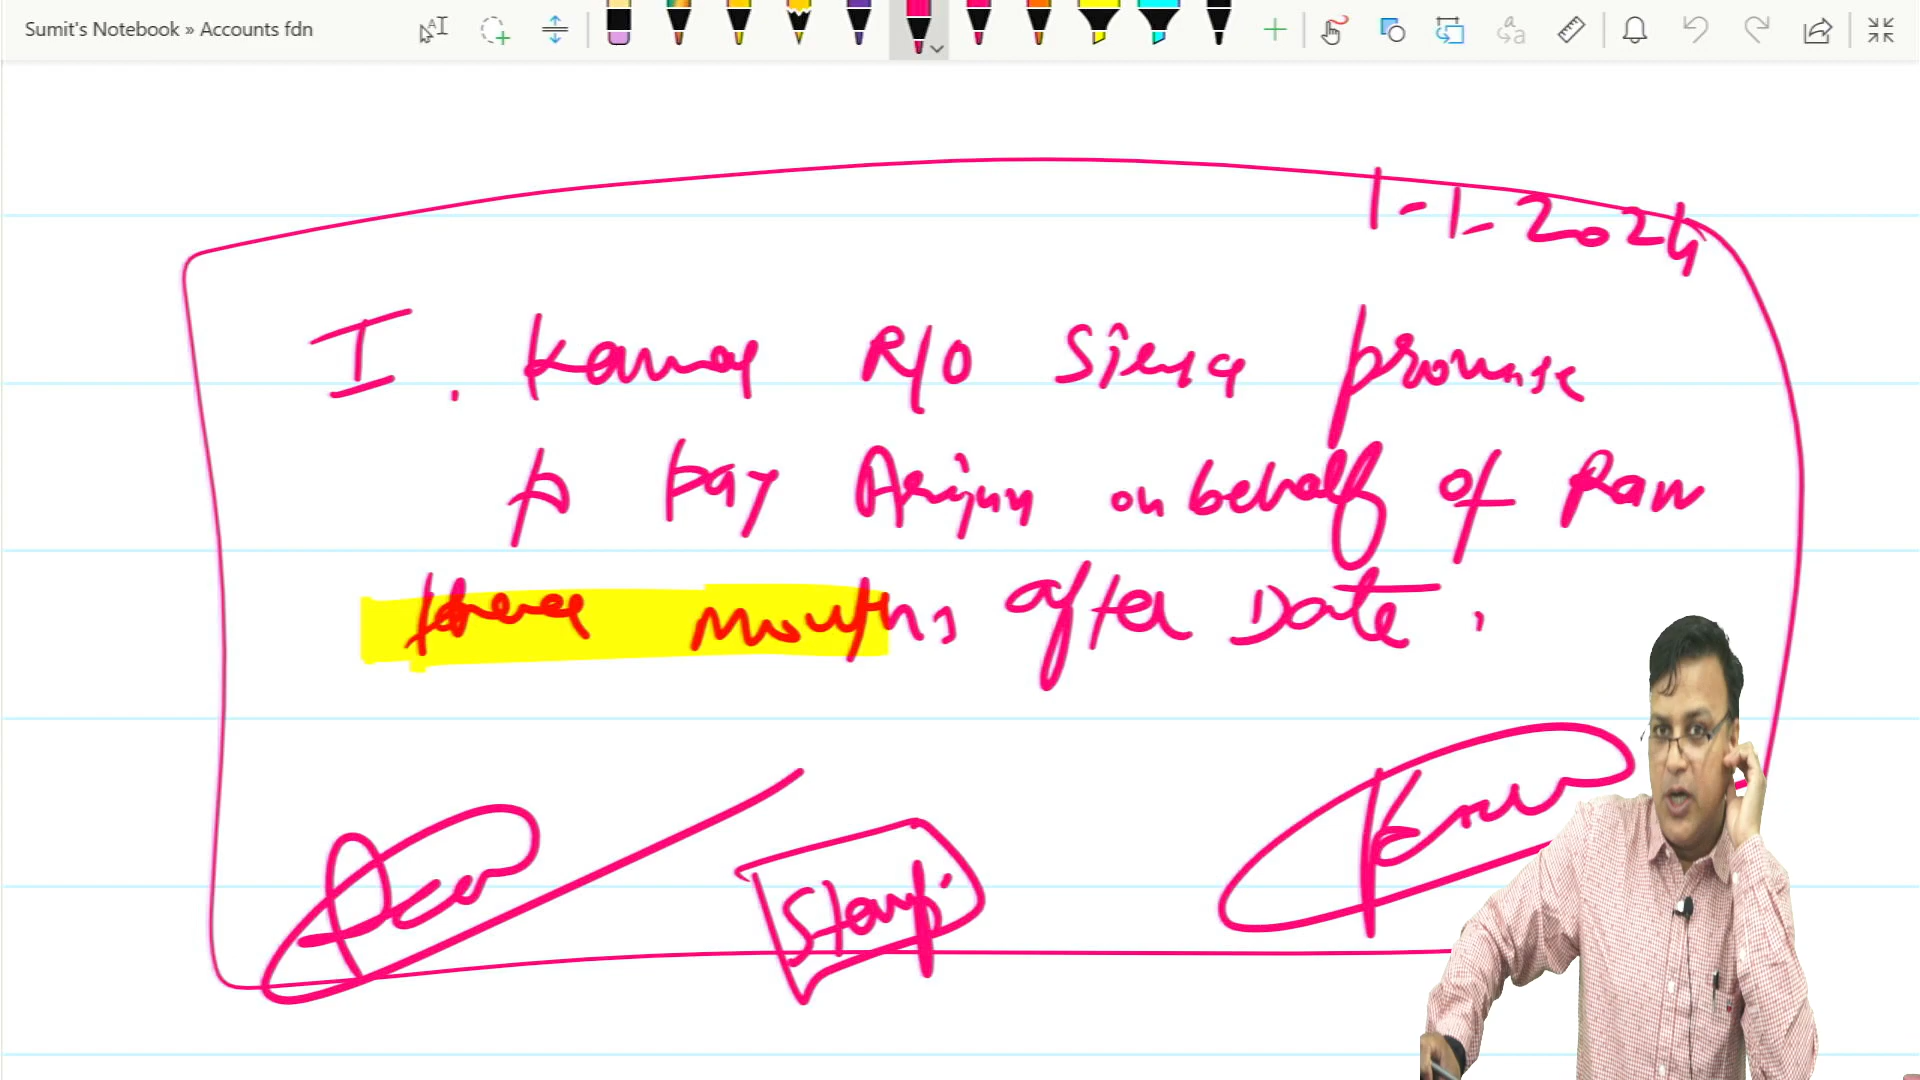 Sumit's Notebook » Accounts fdn
1-1-2024
I. Kamal R/O Sirsa promise
to pay Arjun on behalf of Ram
three months after Date.
Stamp